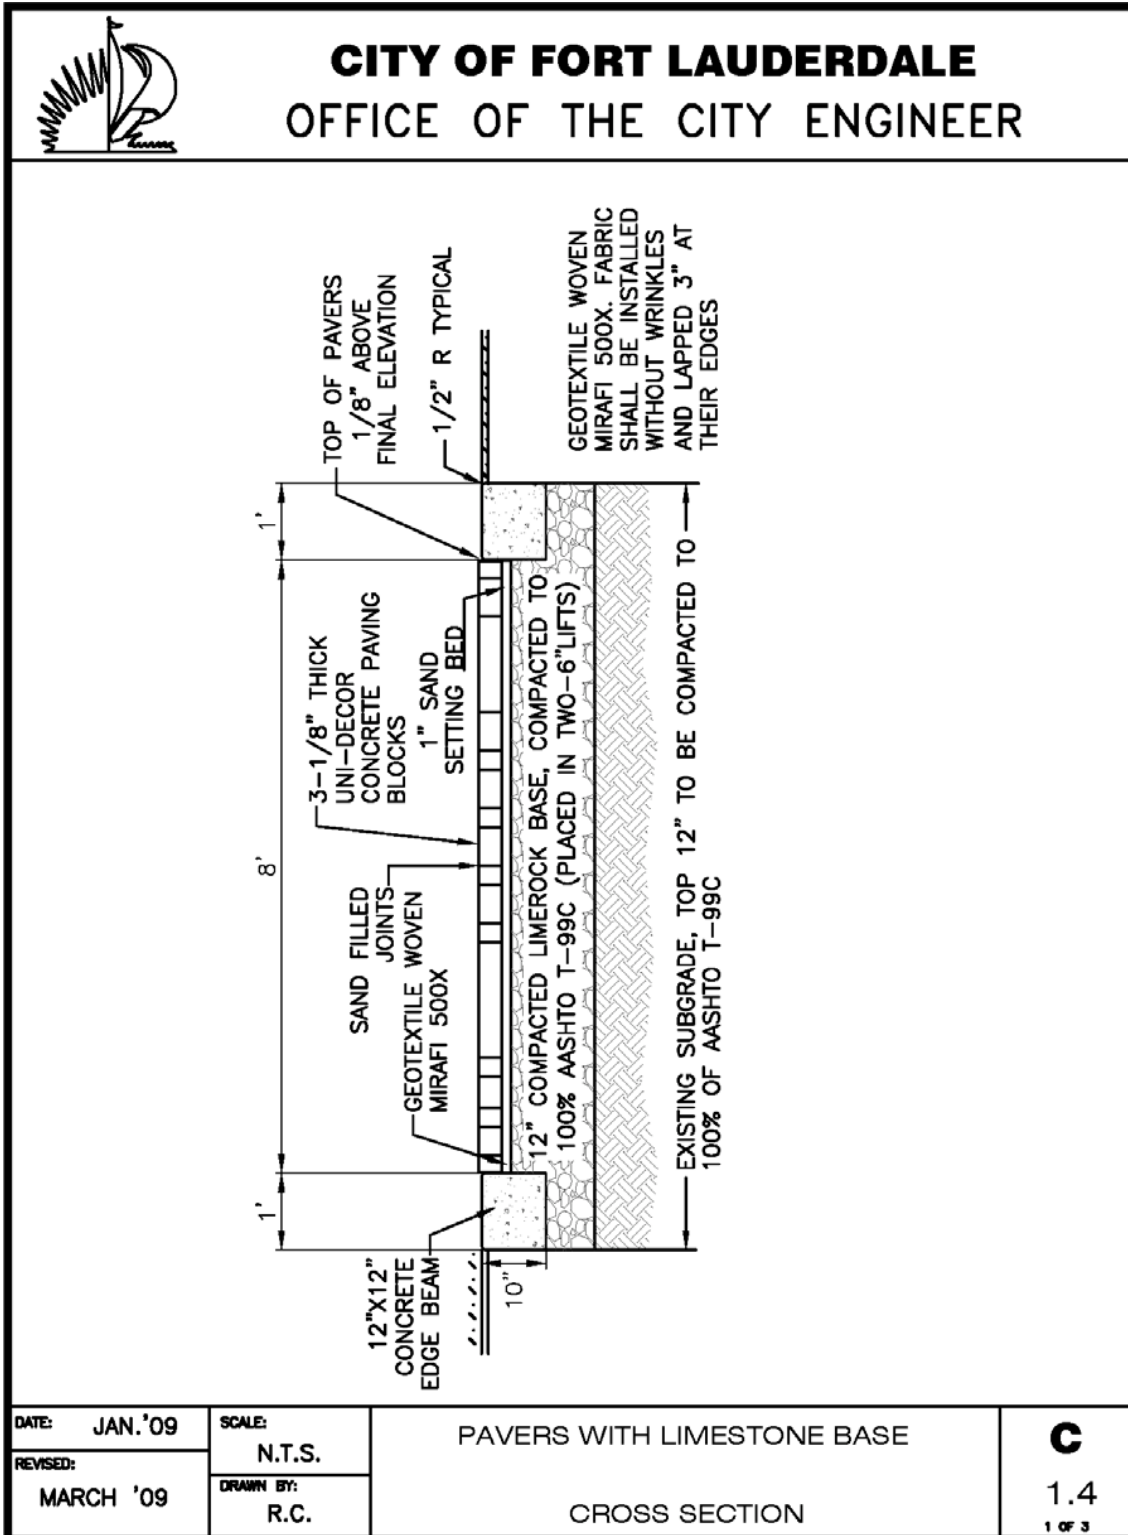 CITY OF FORT LAUDERDALE
OFFICE OF THE CITY ENGINEER
1'
8'
1'
12"X12"
CONCRETE
EDGE BEAM
10"
SAND FILLED
JOINTS
GEOTEXTILE WOVEN
MIRAFI 500X
3-1/8" THICK
UNI-DECOR
CONCRETE PAVING
BLOCKS
1" SAND
SETTING BED
TOP OF PAVERS
1/8" ABOVE
FINAL ELEVATION
1/2" R TYPICAL
12" COMPACTED LIMEROCK BASE, COMPACTED TO
100% AASHTO T-99C (PLACED IN TWO-6"LIFTS)
GEOTEXTILE WOVEN
MIRAFI 500X. FABRIC
SHALL BE INSTALLED
WITHOUT WRINKLES
AND LAPPED 3" AT
THEIR EDGES
EXISTING SUBGRADE, TOP 12" TO BE COMPACTED TO
100% OF AASHTO T-99C
DATE: JAN.'09
REVISED:
MARCH '09
SCALE:
N.T.S.
DRAWN BY:
R.C.
PAVERS WITH LIMESTONE BASE
CROSS SECTION
C
1.4
1 OF 3